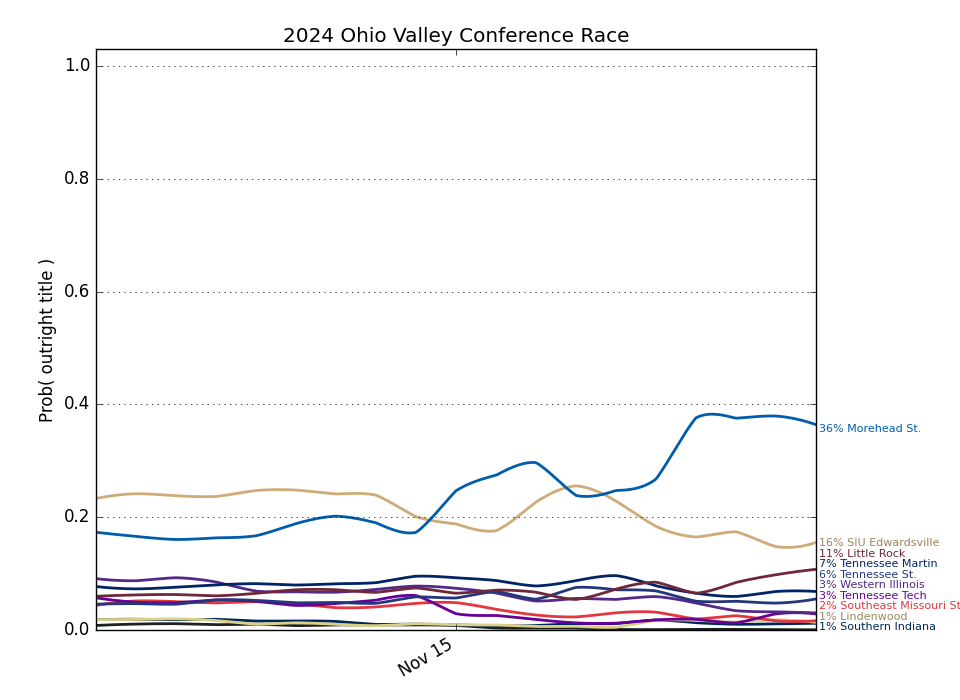 2024 Ohio Valley Conference Race
Prob( outright title )
1.0
0.8
0.6
0.4
0.2
0.0
Nov 15
36% Morehead St.
16% SIU Edwardsville
11% Little Rock
7% Tennessee Martin
6% Tennessee St.
3% Western Illinois
3% Tennessee Tech
2% Southeast Missouri St
1% Lindenwood
1% Southern Indiana